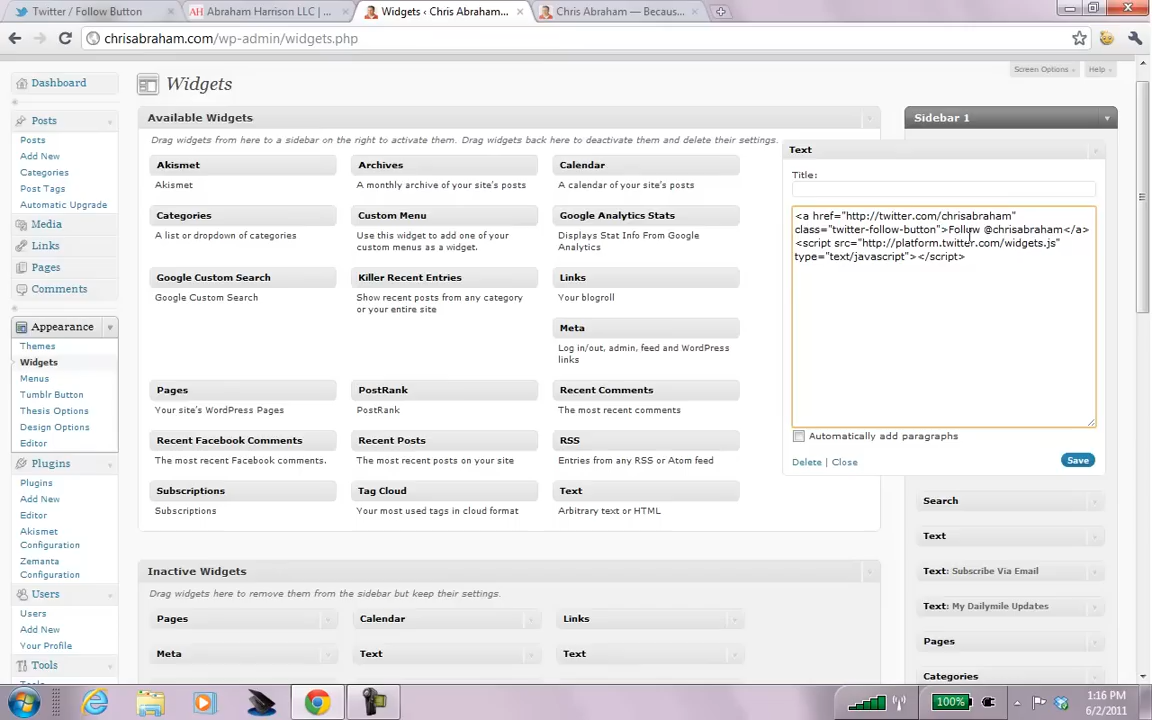 Twitter / Follow Button
Abraham Harrison LLC | ...
Widgets ‹ Chris Abraham...
Chris Abraham — Becaus...
chrisabraham.com/wp-admin/widgets.php
Screen Options
Help
Dashboard
Posts
Posts
Add New
Categories
Post Tags
Automatic Upgrade
Media
Links
Pages
Comments
Appearance
Themes
Widgets
Menus
Tumblr Button
Thesis Options
Design Options
Editor
Plugins
Plugins
Add New
Editor
Akismet
Configuration
Zemanta
Configuration
Users
Users
Add New
Your Profile
Tools
Widgets
Available Widgets
Drag widgets from here to a sidebar on the right to activate them. Drag widgets back here to deactivate them and delete their settings.
Akismet
Akismet
Archives
A monthly archive of your site's posts
Calendar
A calendar of your site's posts
Categories
A list or dropdown of categories
Custom Menu
Use this widget to add one of your
custom menus as a widget.
Google Analytics Stats
Displays Stat Info From Google
Analytics
Google Custom Search
Google Custom Search
Killer Recent Entries
Show recent posts from any category
or your entire site
Links
Your blogroll
Meta
Log in/out, admin, feed and WordPress
links
Pages
Your site's WordPress Pages
PostRank
PostRank
Recent Comments
The most recent comments
Recent Facebook Comments
The most recent Facebook comments.
Recent Posts
The most recent posts on your site
RSS
Entries from any RSS or Atom feed
Subscriptions
Subscriptions
Tag Cloud
Your most used tags in cloud format
Text
Arbitrary text or HTML
Inactive Widgets
Drag widgets here to remove them from the sidebar but keep their settings.
Pages
Calendar
Links
Meta
Text
Text
Sidebar 1
Text
Title:
<a href="http://twitter.com/chrisabraham"
class="twitter-follow-button">Follow @chrisabraham</a>
<script src="http://platform.twitter.com/widgets.js"
type="text/javascript"></script>
Automatically add paragraphs
Delete | Close
Save
Search
Text
Text: Subscribe Via Email
Text: My Dailymile Updates
Pages
Categories
100%
1:16 PM
6/2/2011